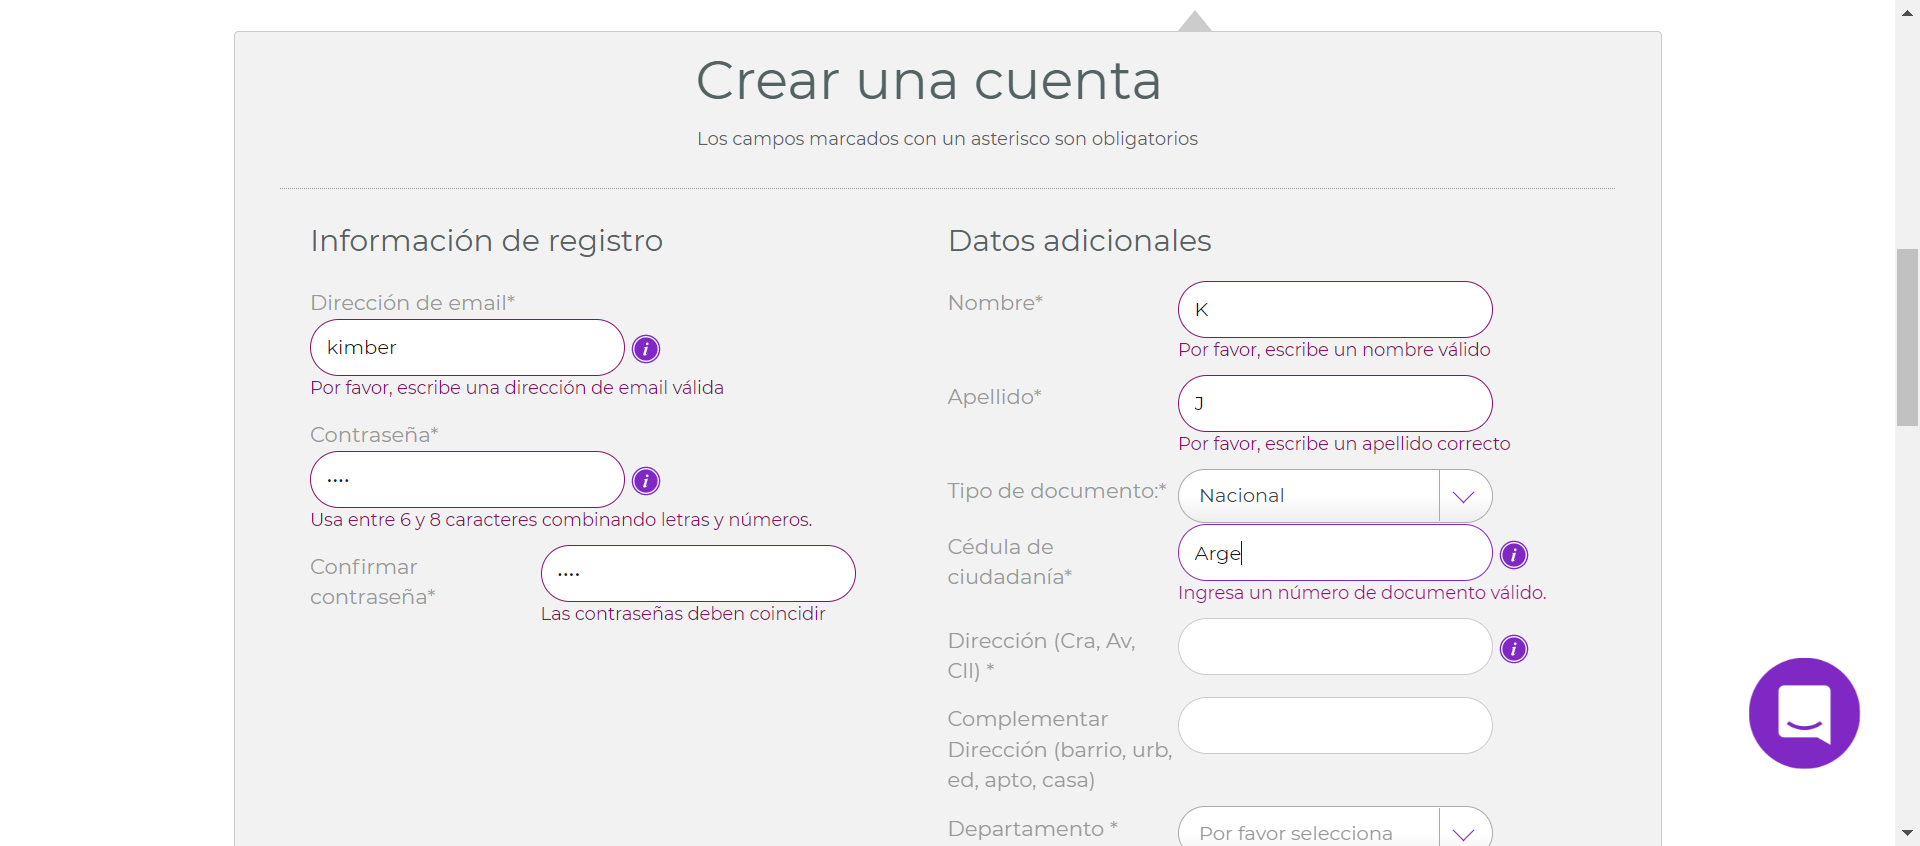 Crear una cuenta
Los campos marcados con un asterisco son obligatorios
Información de registro
Dirección de email*
kimber
i
Por favor, escribe una dirección de email válida
Contraseña*
....
i
Usa entre 6 y 8 caracteres combinando letras y números.
Confirmar
contraseña*
....
Las contraseñas deben coincidir
Datos adicionales
Nombre*
K
Por favor, escribe un nombre válido
Apellido*
J
Por favor, escribe un apellido correcto
Tipo de documento:*
Nacional
Cédula de
ciudadanía*
Arge
i
Ingresa un número de documento válido.
Dirección (Cra, Av,
Cll) *
i
Complementar
Dirección (barrio, urb,
ed, apto, casa)
Departamento *
Por favor selecciona